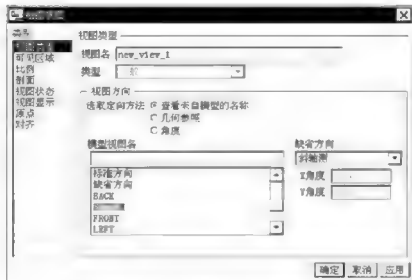 类别
可见区域
比例
剖面
视图状态
视图显示
原点
对齐
视图类型
视图名 new_view_1
类型
视图方向
选取定向方法 查看来自模型的名称
几何参照
角度
模型视图名
标准方向
缺省方向
BACK
FRONT
LEFT
缺省方向
斜轴测
X角度
Y角度
确定 取消 应用